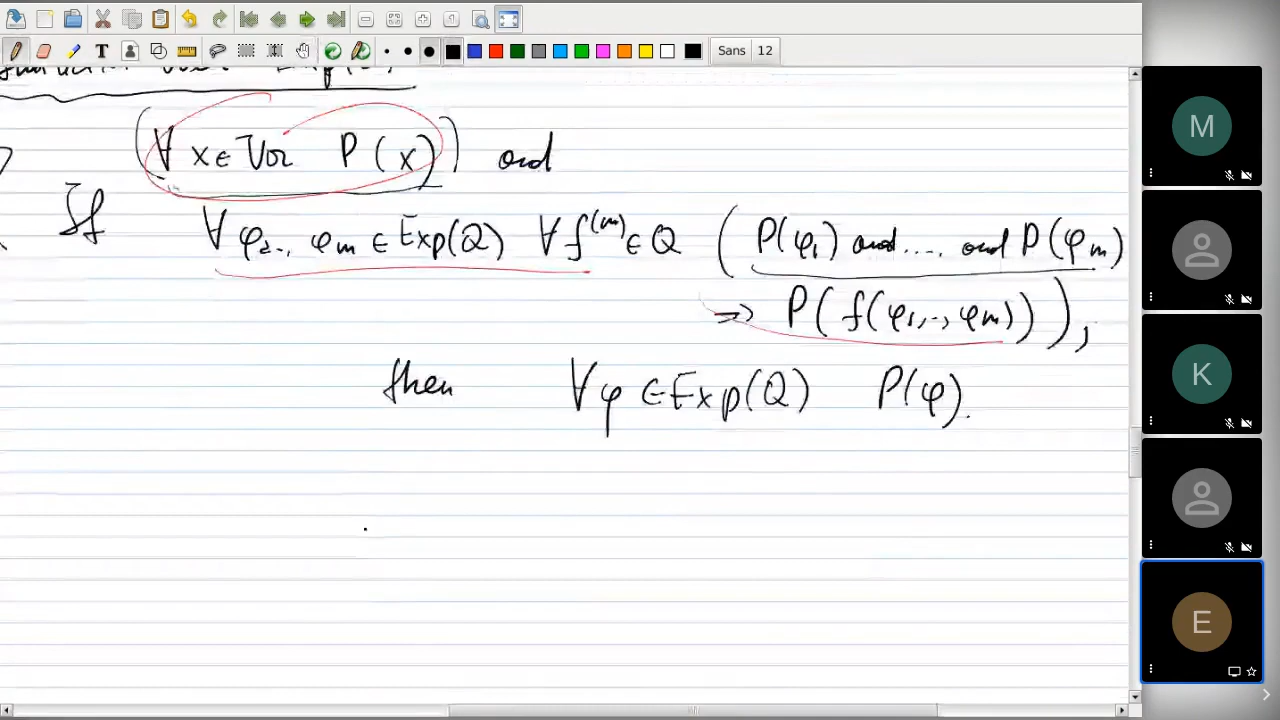 Sans 12
(∀ x ∈ Var P(x)) and
If ∀ φ₁..., φₘ ∈ Exp(Q) ∀ f⁽ᵐ⁾ ∈ Q (P(φ₁) and .... and P(φₘ)
⇒ P(f(φ₁,..,φₘ))),
then ∀φ ∈ Exp(Q) P(φ).
M
K
E